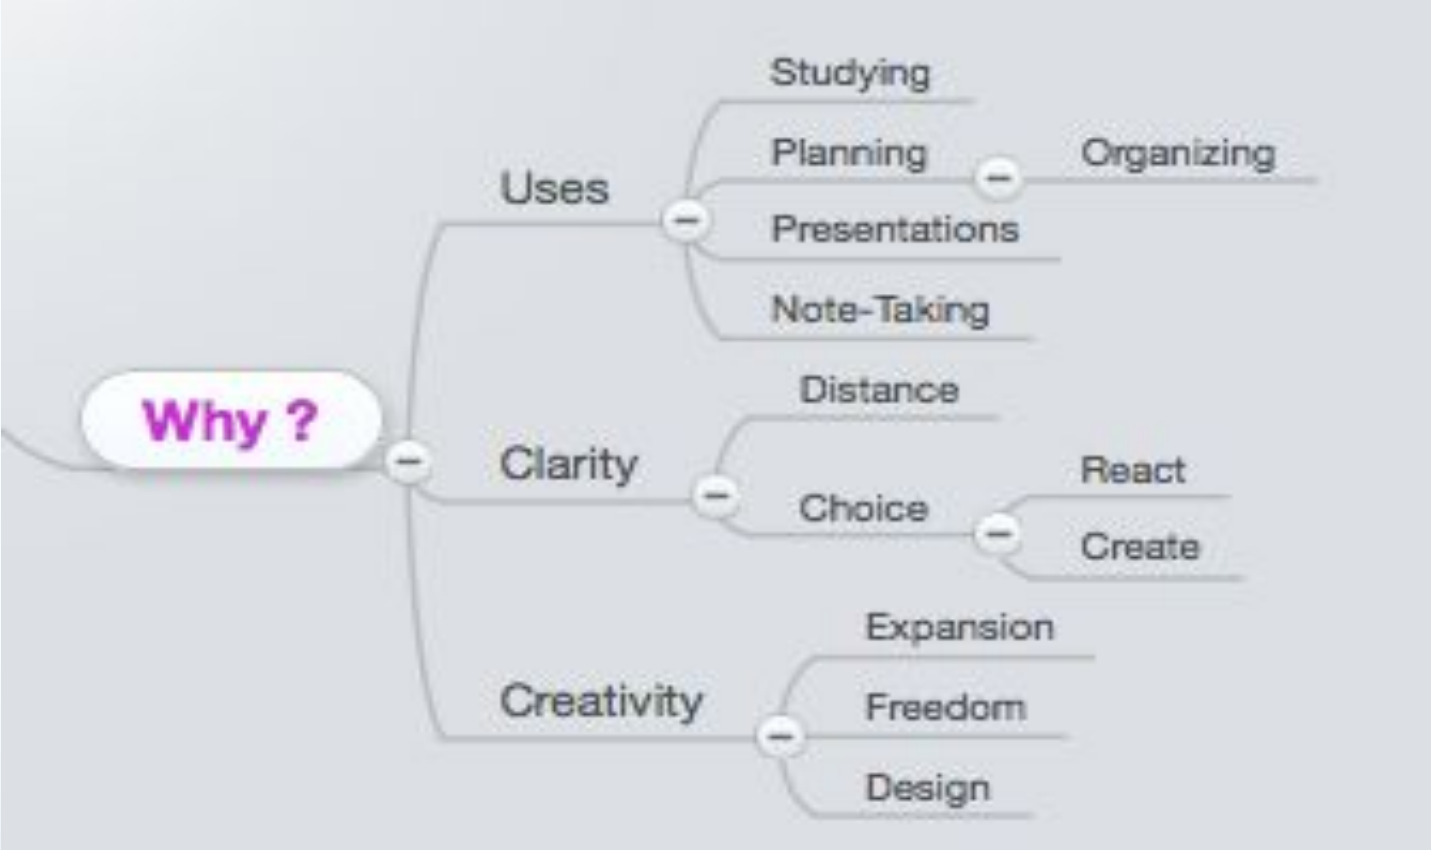 Why ?
Uses
Studying
Planning
Organizing
Presentations
Note-Taking
Clarity
Distance
Choice
React
Create
Creativity
Expansion
Freedom
Design